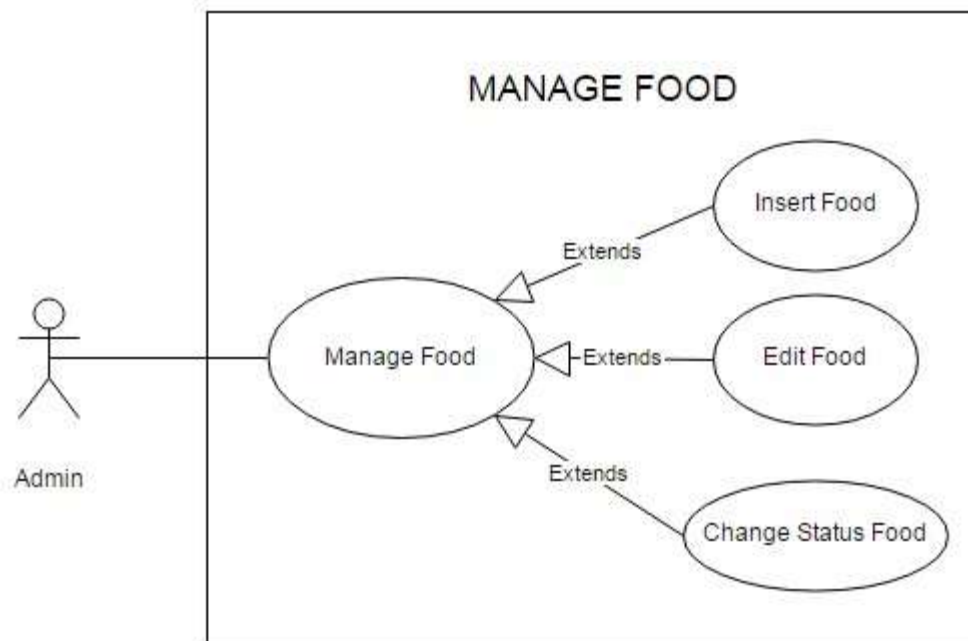 MANAGE FOOD
Insert Food
Extends
Manage Food
Extends
Edit Food
Extends
Admin
Change Status Food